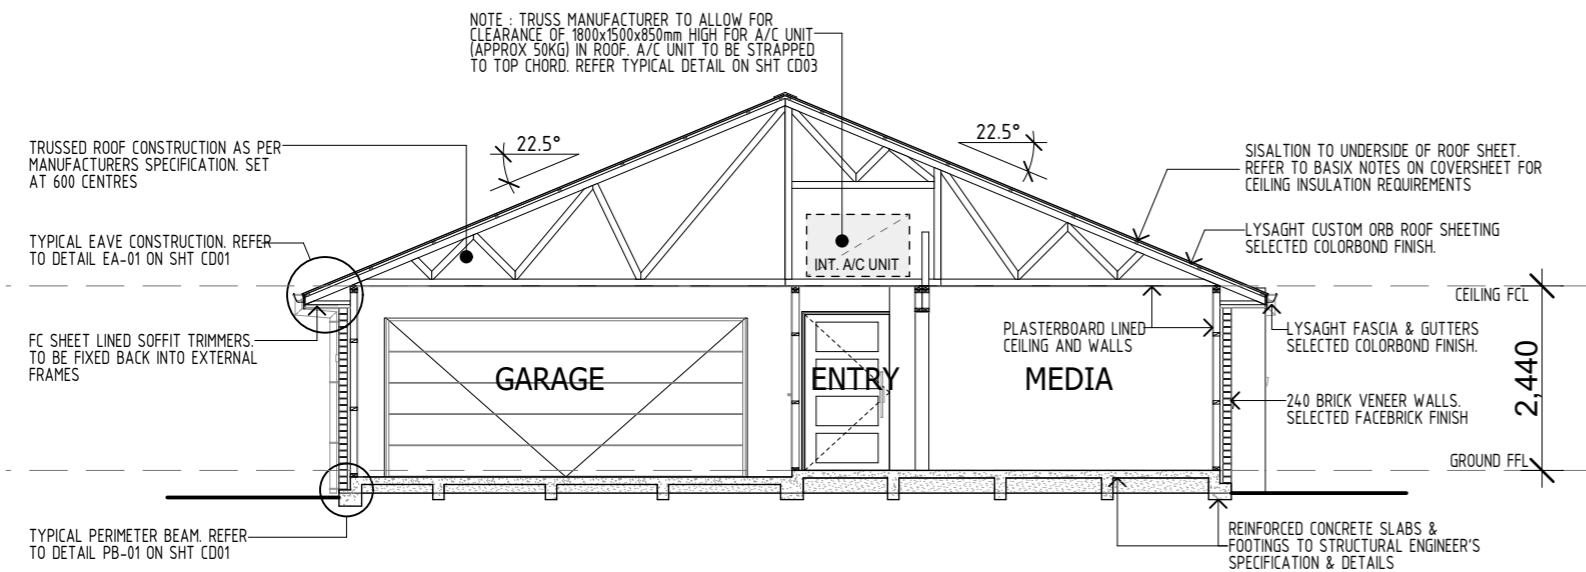 NOTE : TRUSS MANUFACTURER TO ALLOW FOR
CLEARANCE OF 1800x1500x850mm HIGH FOR A/C UNIT
(APPROX 50KG) IN ROOF. A/C UNIT TO BE STRAPPED
TO TOP CHORD. REFER TYPICAL DETAIL ON SHT CD03
TRUSSED ROOF CONSTRUCTION AS PER
MANUFACTURERS SPECIFICATION. SET
AT 600 CENTRES
22.5°
22.5°
SISALTION TO UNDERSIDE OF ROOF SHEET.
REFER TO BASIX NOTES ON COVERSHEET FOR
CEILING INSULATION REQUIREMENTS
TYPICAL EAVE CONSTRUCTION. REFER
TO DETAIL EA-01 ON SHT CD01
LYSAGHT CUSTOM ORB ROOF SHEETING
SELECTED COLORBOND FINISH.
INT. A/C UNIT
CEILING FCL
FC SHEET LINED SOFFIT TRIMMERS.
TO BE FIXED BACK INTO EXTERNAL
FRAMES
PLASTERBOARD LINED
CEILING AND WALLS
LYSAGHT FASCIA & GUTTERS
SELECTED COLORBOND FINISH.
GARAGE
ENTRY
MEDIA
2,440
240 BRICK VENEER WALLS.
SELECTED FACEBRICK FINISH
GROUND FFL
TYPICAL PERIMETER BEAM. REFER
TO DETAIL PB-01 ON SHT CD01
REINFORCED CONCRETE SLABS &
FOOTINGS TO STRUCTURAL ENGINEER'S
SPECIFICATION & DETAILS